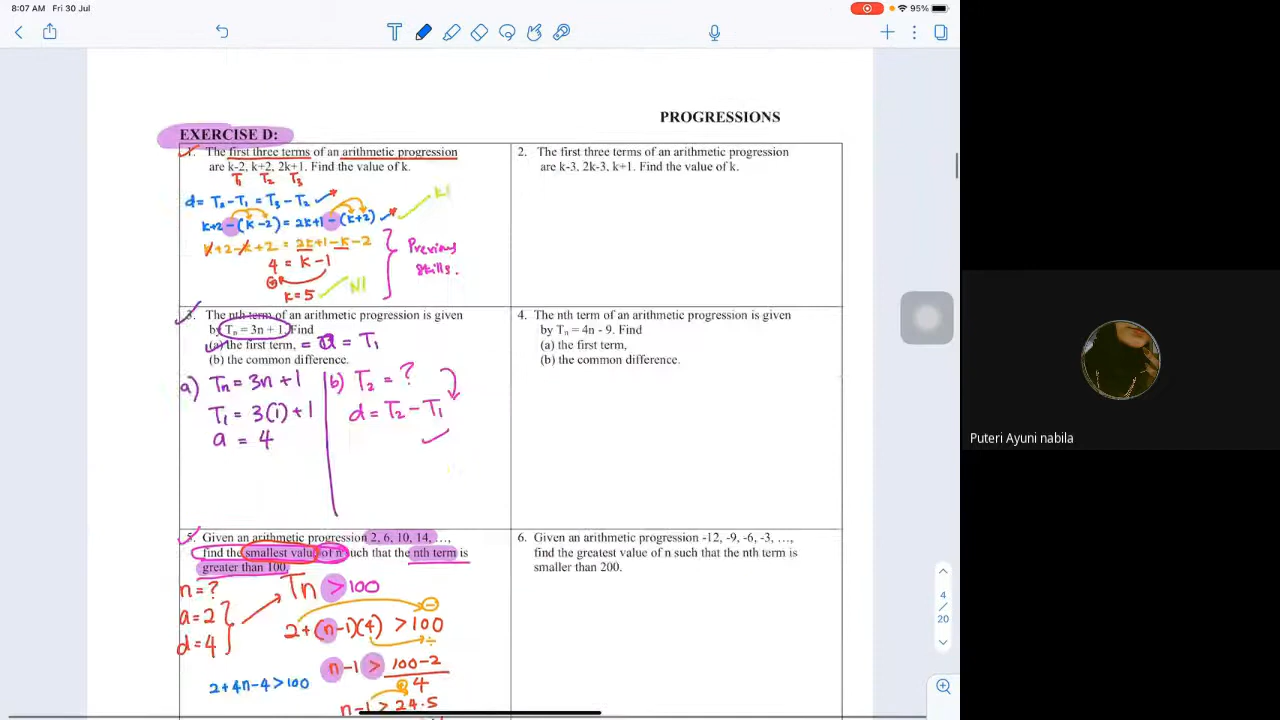 8:07 AM Fri 30 Jul
95%
PROGRESSIONS
EXERCISE D:
1. The first three terms of an arithmetic progression
are k-2, k+2, 2k+1. Find the value of k.
T₁ T₂ T₃
d = T₂ - T₁ = T₃ - T₂
k+2 - (k-2) = 2k+1 - (k+2)
K1
k+2-k+2 = 2k+1-k-2
4 = k-1
k=5
N1
Previous
skills.
2. The first three terms of an arithmetic progression
are k-3, 2k-3, k+1. Find the value of k.
3. The nth term of an arithmetic progression is given
by Tn = 3n + 1. Find
(a) the first term, = a = T₁
(b) the common difference.
a) Tn = 3n+1
T₁ = 3(1)+1
a = 4
b) T₂ = ?
d = T₂ - T₁
4. The nth term of an arithmetic progression is given
by Tn = 4n - 9. Find
(a) the first term,
(b) the common difference.
5. Given an arithmetic progression 2, 6, 10, 14, …,
find the smallest value of n such that the nth term is
greater than 100.
n = ?
a = 2
d = 4
Tn > 100
2+(n-1)(4) > 100
n-1 > 100-2
4
2+4n-4>100
n-1 > 24.5
6. Given an arithmetic progression -12, -9, -6, -3, …,
find the greatest value of n such that the nth term is
smaller than 200.
4
/
20
Puteri Ayuni nabila